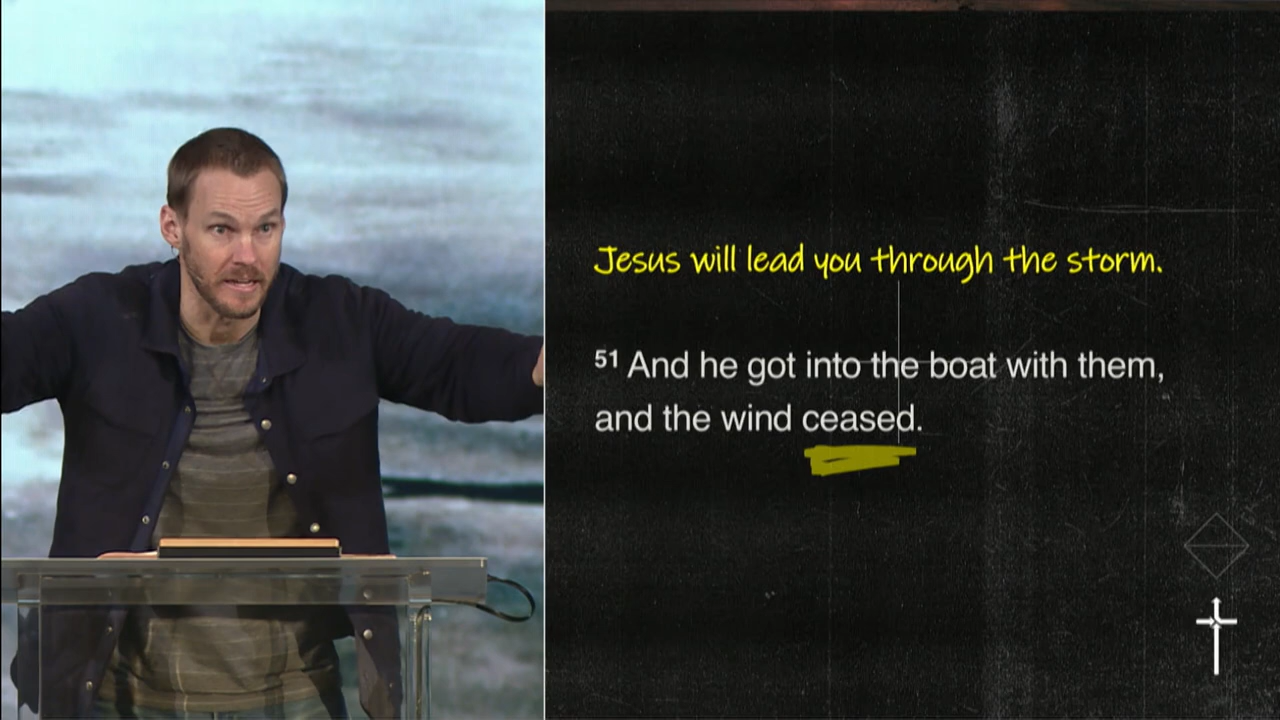 Jesus will lead you through the storm.
51 And he got into the boat with them,
and the wind ceased.